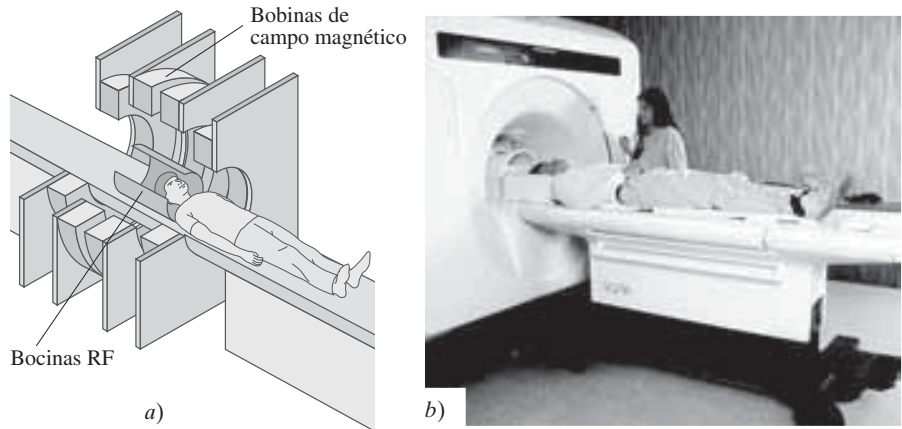 Bobinas de
campo magnético
Bocinas RF
a)
b)